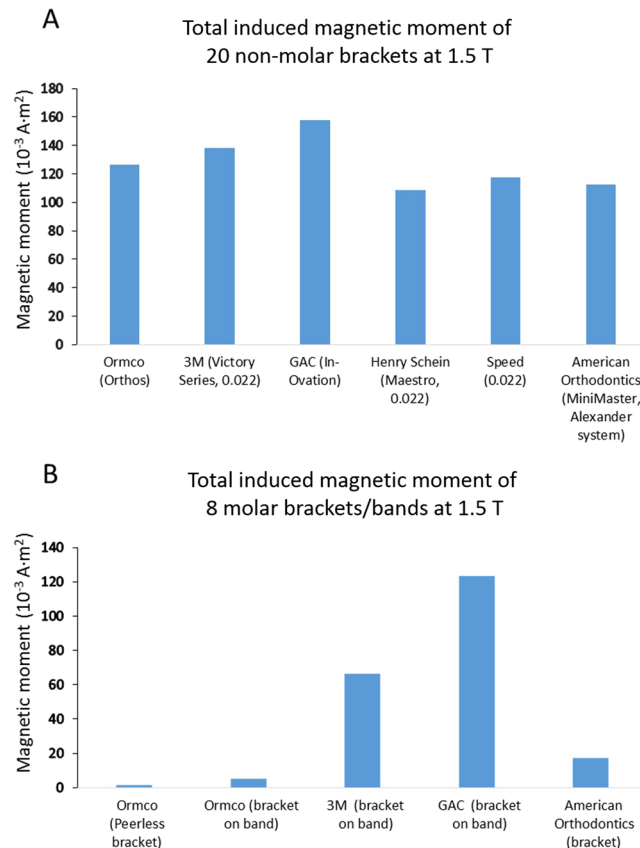 A
Total induced magnetic moment of
20 non-molar brackets at 1.5 T
Magnetic moment (10⁻³ A·m²)
180
160
140
120
100
80
60
40
20
0
Ormco
(Orthos)
3M (Victory
Series, 0.022)
GAC (In-
Ovation)
Henry Schein
(Maestro,
0.022)
Speed
(0.022)
American
Orthodontics
(MiniMaster,
Alexander
system)
B
Total induced magnetic moment of
8 molar brackets/bands at 1.5 T
Magnetic moment (10⁻³ A·m²)
140
120
100
80
60
40
20
0
Ormco
(Peerless
bracket)
Ormco (bracket
on band)
3M (bracket
on band)
GAC (bracket
on band)
American
Orthodontics
(bracket)